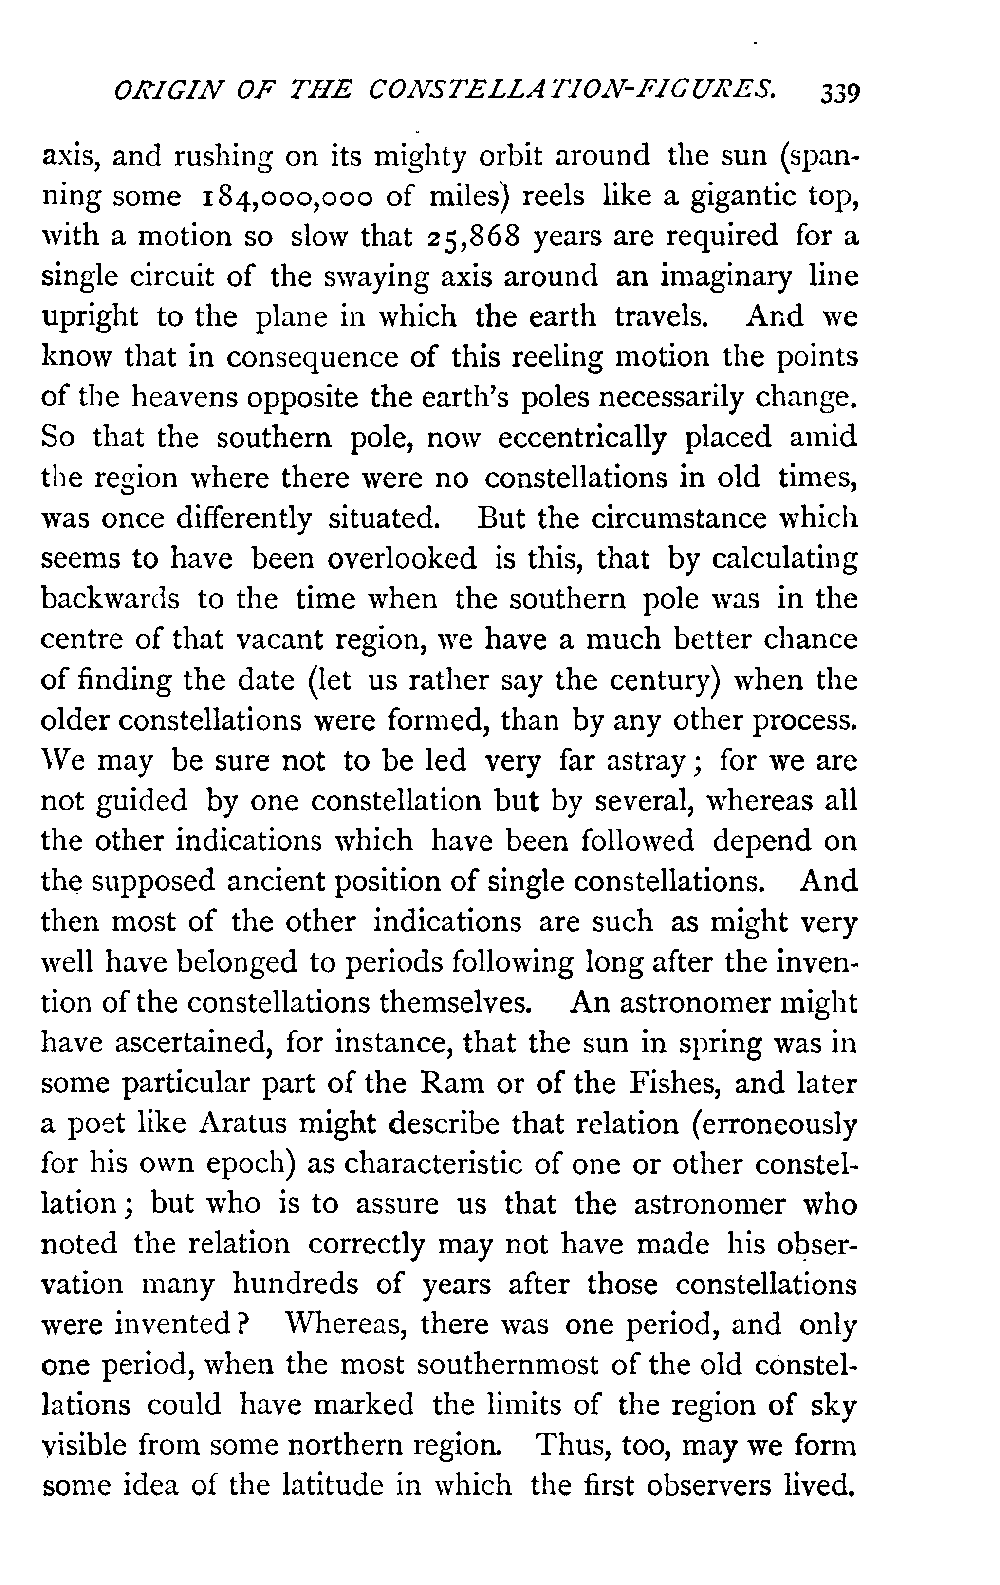 ORIGIN OF THE CONSTELLATION-FIGURES. 339
axis, and rushing on its mighty orbit around the sun (span-
ning some 184,000,000 of miles) reels like a gigantic top,
with a motion so slow that 25,868 years are required for a
single circuit of the swaying axis around an imaginary line
upright to the plane in which the earth travels. And we
know that in consequence of this reeling motion the points
of the heavens opposite the earth's poles necessarily change.
So that the southern pole, now eccentrically placed amid
the region where there were no constellations in old times,
was once differently situated. But the circumstance which
seems to have been overlooked is this, that by calculating
backwards to the time when the southern pole was in the
centre of that vacant region, we have a much better chance
of finding the date (let us rather say the century) when the
older constellations were formed, than by any other process.
We may be sure not to be led very far astray; for we are
not guided by one constellation but by several, whereas all
the other indications which have been followed depend on
the supposed ancient position of single constellations. And
then most of the other indications are such as might very
well have belonged to periods following long after the inven-
tion of the constellations themselves. An astronomer might
have ascertained, for instance, that the sun in spring was in
some particular part of the Ram or of the Fishes, and later
a poet like Aratus might describe that relation (erroneously
for his own epoch) as characteristic of one or other constel-
lation; but who is to assure us that the astronomer who
noted the relation correctly may not have made his obser-
vation many hundreds of years after those constellations
were invented? Whereas, there was one period, and only
one period, when the most southernmost of the old constel-
lations could have marked the limits of the region of sky
visible from some northern region. Thus, too, may we form
some idea of the latitude in which the first observers lived.